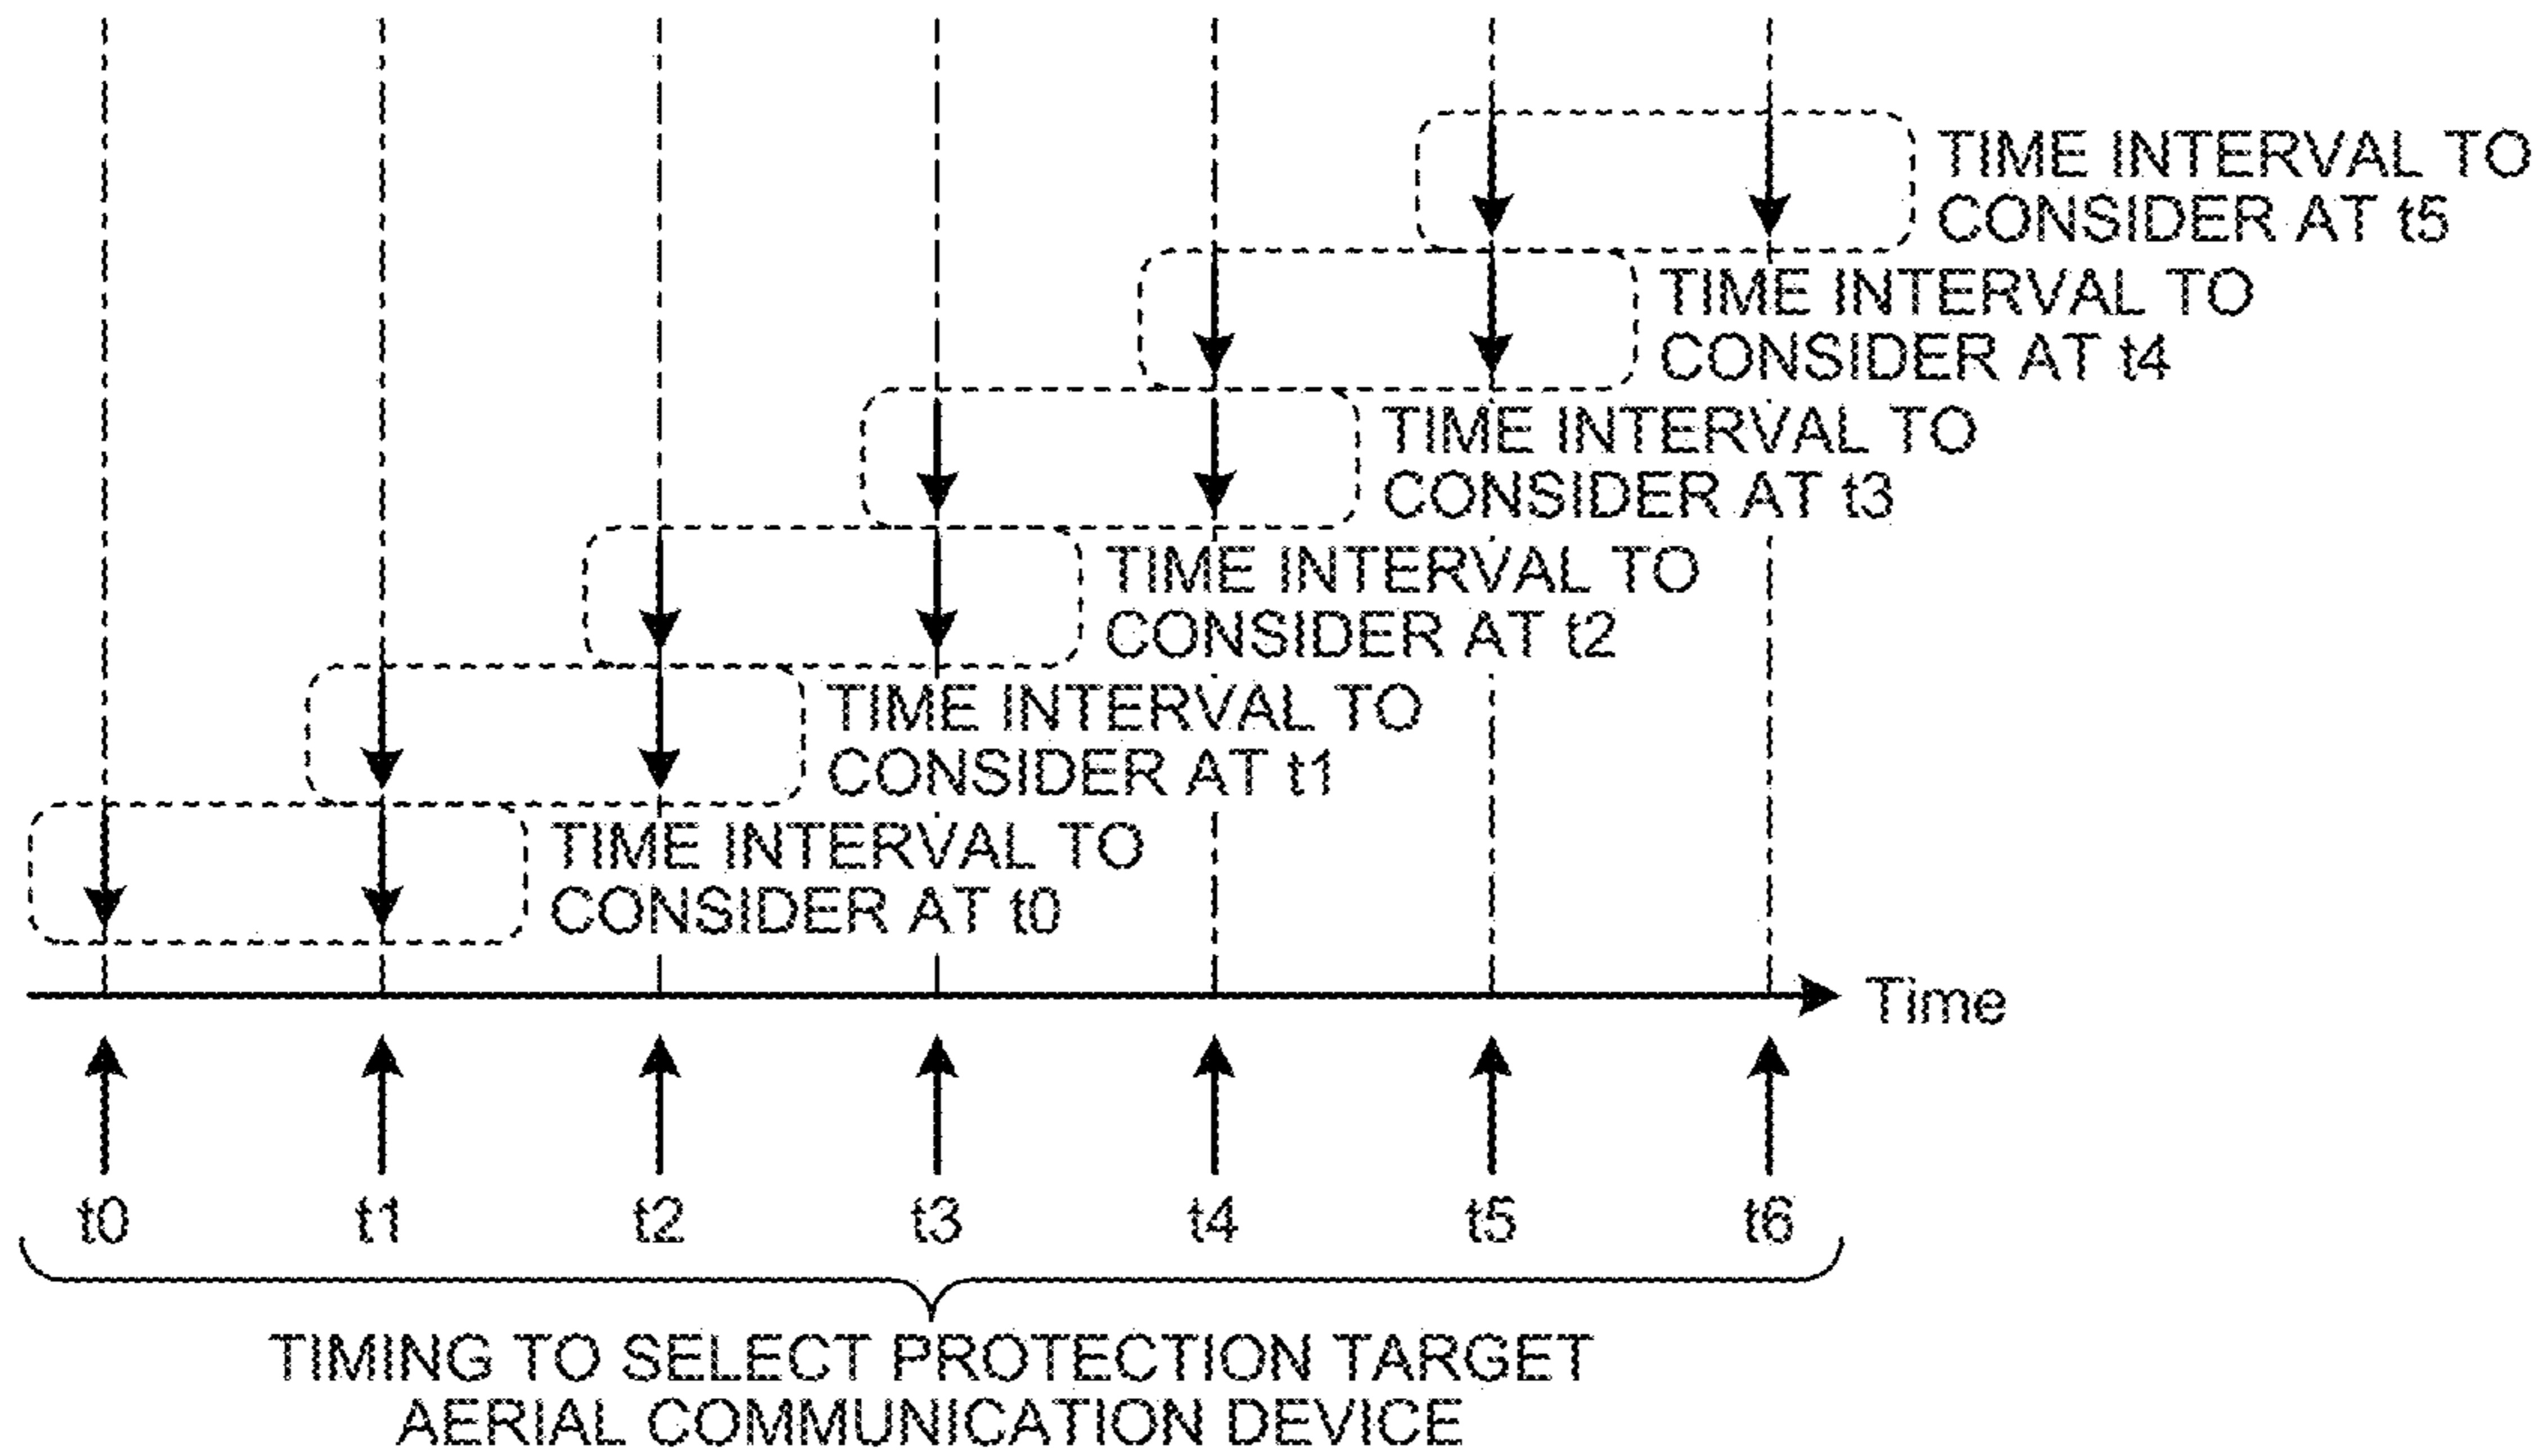 TIME INTERVAL TO
CONSIDER AT t5
TIME INTERVAL TO
CONSIDER AT t4
TIME INTERVAL TO
CONSIDER AT t3
TIME INTERVAL TO
CONSIDER AT t2
TIME INTERVAL TO
CONSIDER AT t1
TIME INTERVAL TO
CONSIDER AT t0
Time
t0 t1 t2 t3 t4 t5 t6
TIMING TO SELECT PROTECTION TARGET
AERIAL COMMUNICATION DEVICE